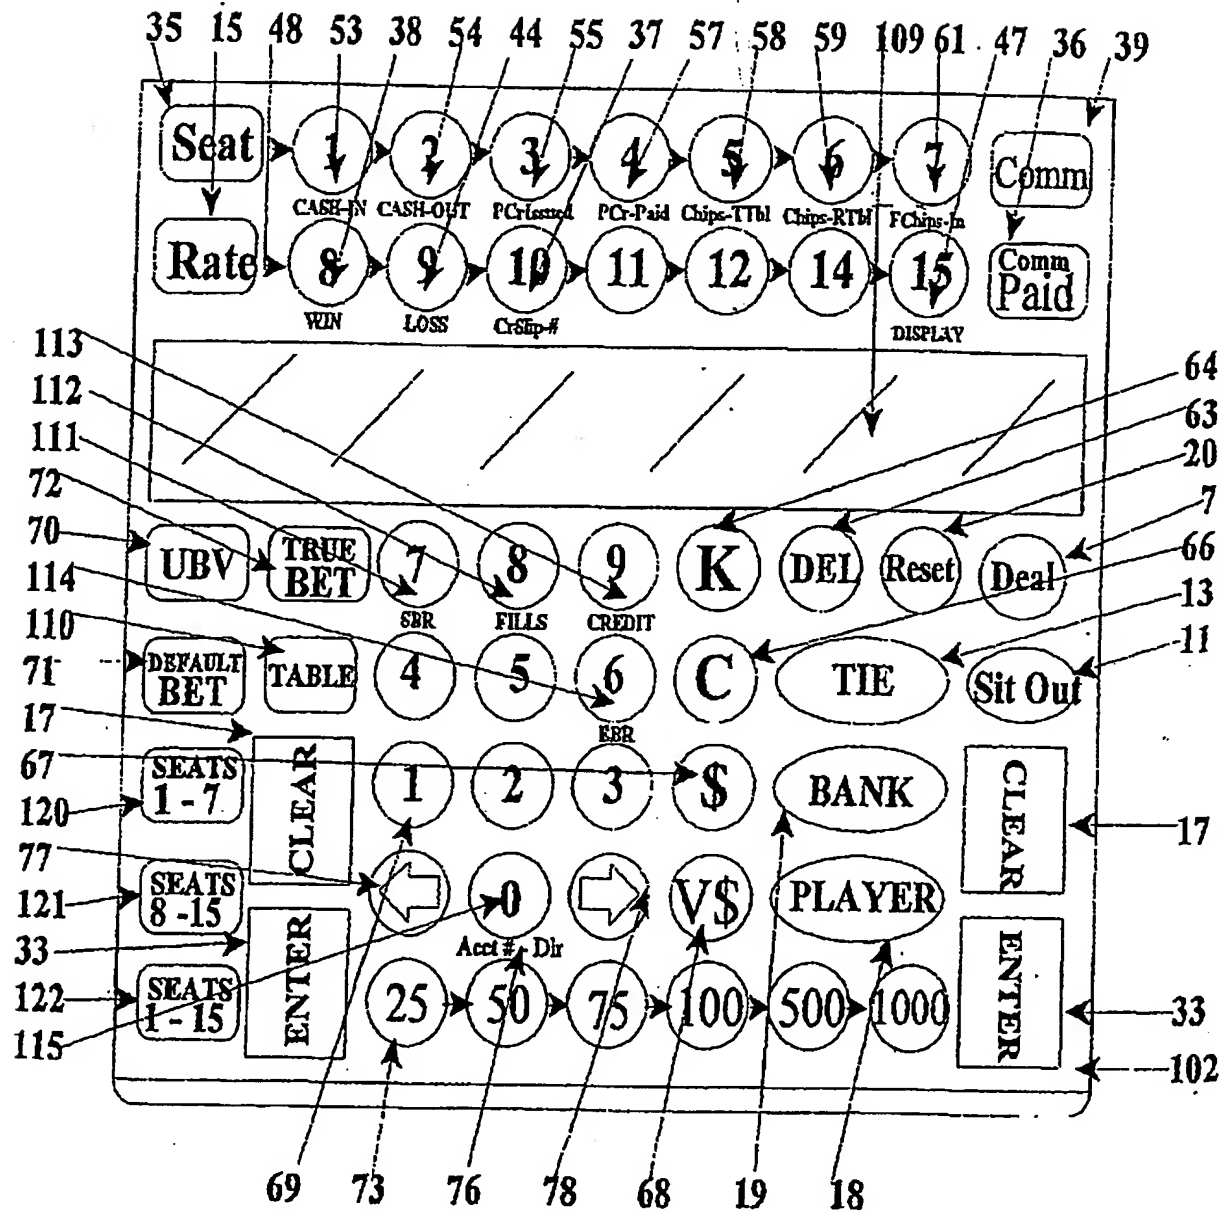 35 15 48 53 38 54 44 55 37 57 58 59 109 61 47 36 39
Seat 1 2 3 4 5 6 7 Comm
CASH-IN CASH-OUT PCrIssued PCr-Paid Chips-TTbl Chips-RTbl FChips-In
Rate 8 9 10 11 12 14 15 Comm Paid
WIN LOSS CrSlip-# DISPLAY
113
112
111
72
70
114
110
71
17
67
120
77
121
33
122
115
64
63
20
7
66
13
11
17
33
102
UBV TRUE BET 7 8 9 K DEL Reset Deal
SBR FILLS CREDIT
DEFAULT BET TABLE 4 5 6 C TIE Sit Out
EBR
SEATS 1 - 7 CLEAR 1 2 3 $ BANK CLEAR
SEATS 8 -15 0 V$ PLAYER
Acct # - Dir
SEATS 1 - 15 ENTER 25 50 75 100 500 1000 ENTER
69 73 76 78 68 19 18